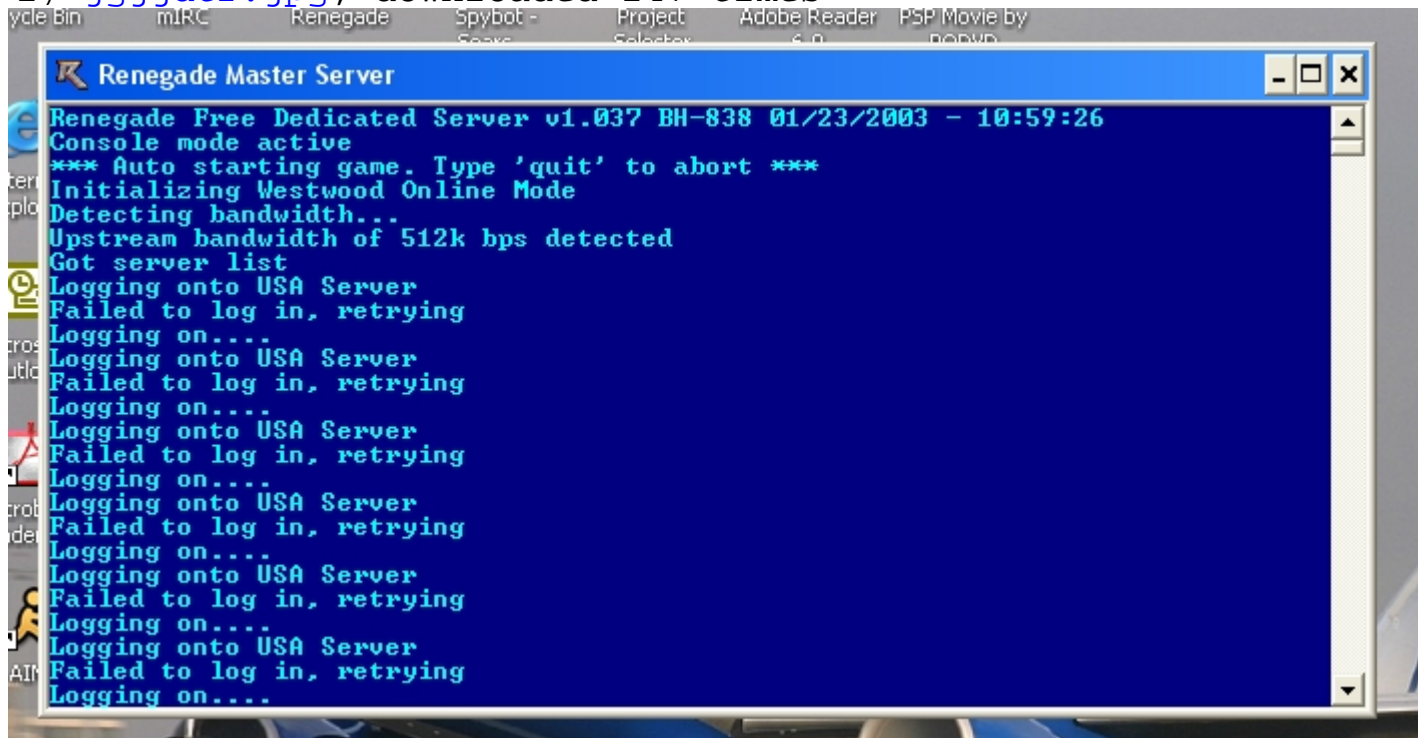 downloaded times
ycle Bin mIRC Renegade Spybot - Project Adobe Reader PSP Movie by
Selector 6.0
Renegade Master Server
Renegade Free Dedicated Server v1.037 BH-838 01/23/2003 - 10:59:26
Console mode active
*** Auto starting game. Type 'quit' to abort ***
Initializing Westwood Online Mode
Detecting bandwidth...
Upstream bandwidth of 512k bps detected
Got server list
Logging onto USA Server
Failed to log in, retrying
Logging on....
Logging onto USA Server
Failed to log in, retrying
Logging on....
Logging onto USA Server
Failed to log in, retrying
Logging on....
Logging onto USA Server
Failed to log in, retrying
Logging on....
Logging onto USA Server
Failed to log in, retrying
Logging on....
Logging onto USA Server
Failed to log in, retrying
Logging on....